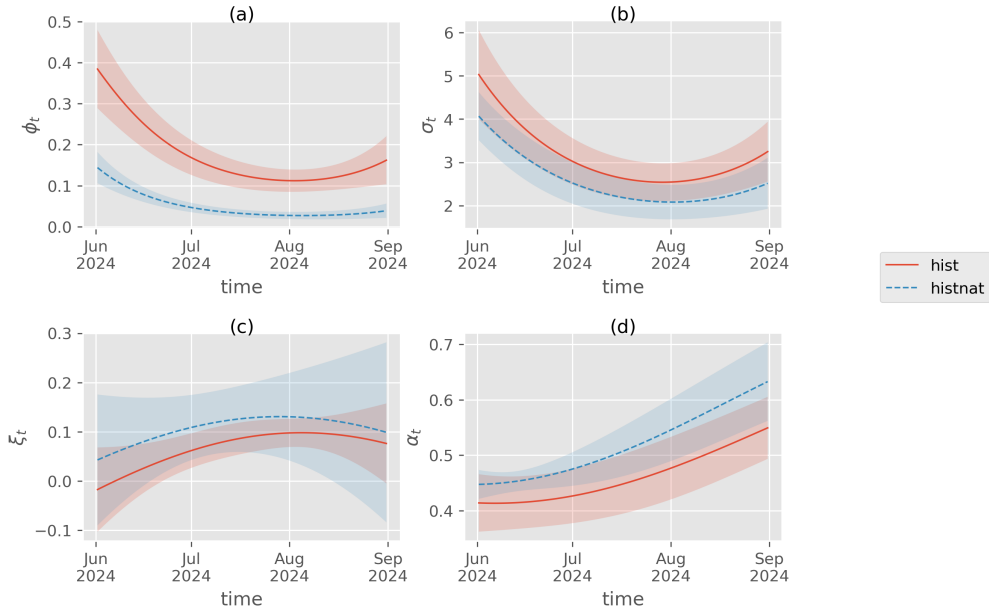 (a)
0.5
0.4
0.3
0.2
0.1
0.0
ϕt
Jun
2024
Jul
2024
Aug
2024
Sep
2024
time
(b)
6
5
4
3
2
σt
Jun
2024
Jul
2024
Aug
2024
Sep
2024
time
hist
histnat
(c)
0.3
0.2
0.1
0.0
−0.1
ξt
Jun
2024
Jul
2024
Aug
2024
Sep
2024
time
(d)
0.7
0.6
0.5
0.4
αt
Jun
2024
Jul
2024
Aug
2024
Sep
2024
time